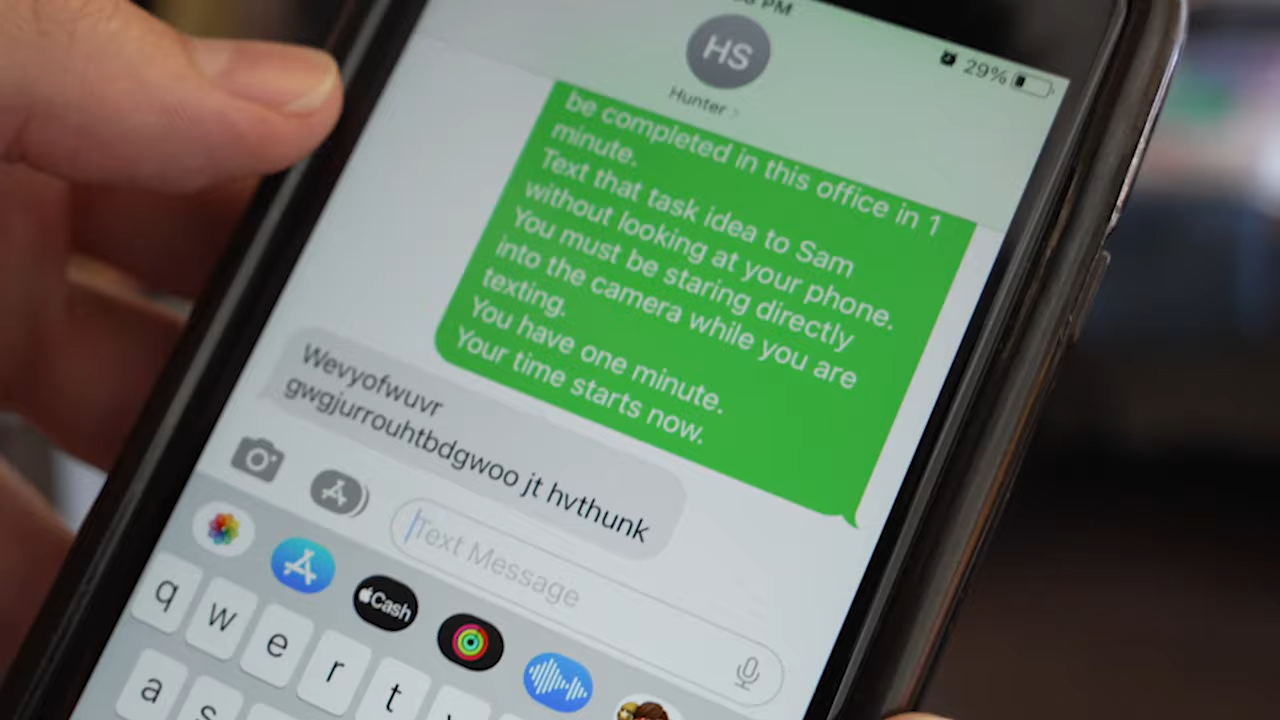 PM
HS
29%
Hunter
be completed in this office in 1
minute.
Text that task idea to Sam
without looking at your phone.
You must be staring directly
into the camera while you are
texting.
You have one minute.
Your time starts now.
Wevyofwuvr
gwgjurrouhtbdgwoo jt hvthunk
Text Message
Cash
q w e r t
a s